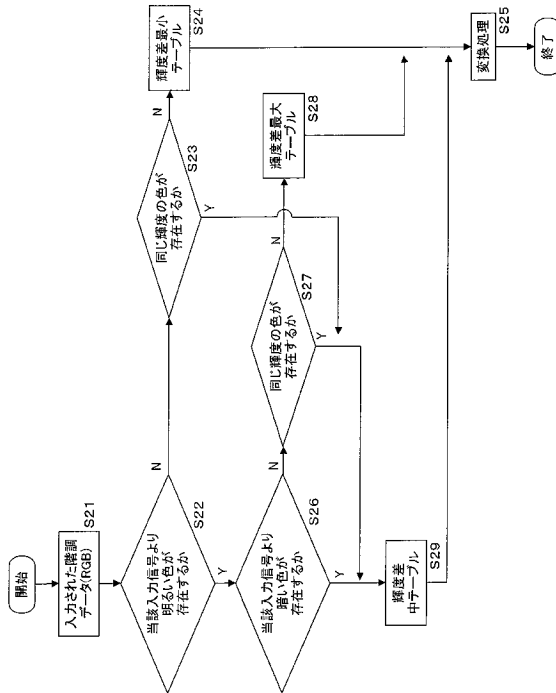 開始
入力された階調
データ(RGB)
S21
当該入力信号より
明るい色が
存在するか
S22
N
Y
同じ輝度の色が
存在するか
S23
N
Y
輝度差最小
テーブル
S24
当該入力信号より
暗い色が
存在するか
S26
N
Y
同じ輝度の色が
存在するか
S27
N
Y
輝度差最大
テーブル
S28
輝度差
中テーブル
S29
変換処理
S25
終了